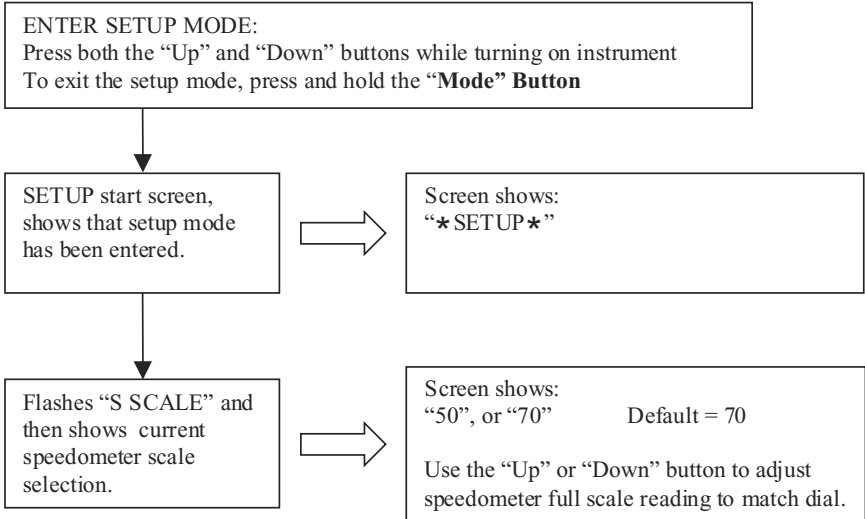 ENTER SETUP MODE:
Press both the “Up” and “Down” buttons while turning on instrument
To exit the setup mode, press and hold the “Mode” Button
SETUP start screen,
shows that setup mode
has been entered.
Screen shows:
“*SETUP*”
Flashes “S SCALE” and
then shows current
speedometer scale
selection.
Screen shows:
“50”, or “70” Default = 70
Use the “Up” or “Down” button to adjust
speedometer full scale reading to match dial.